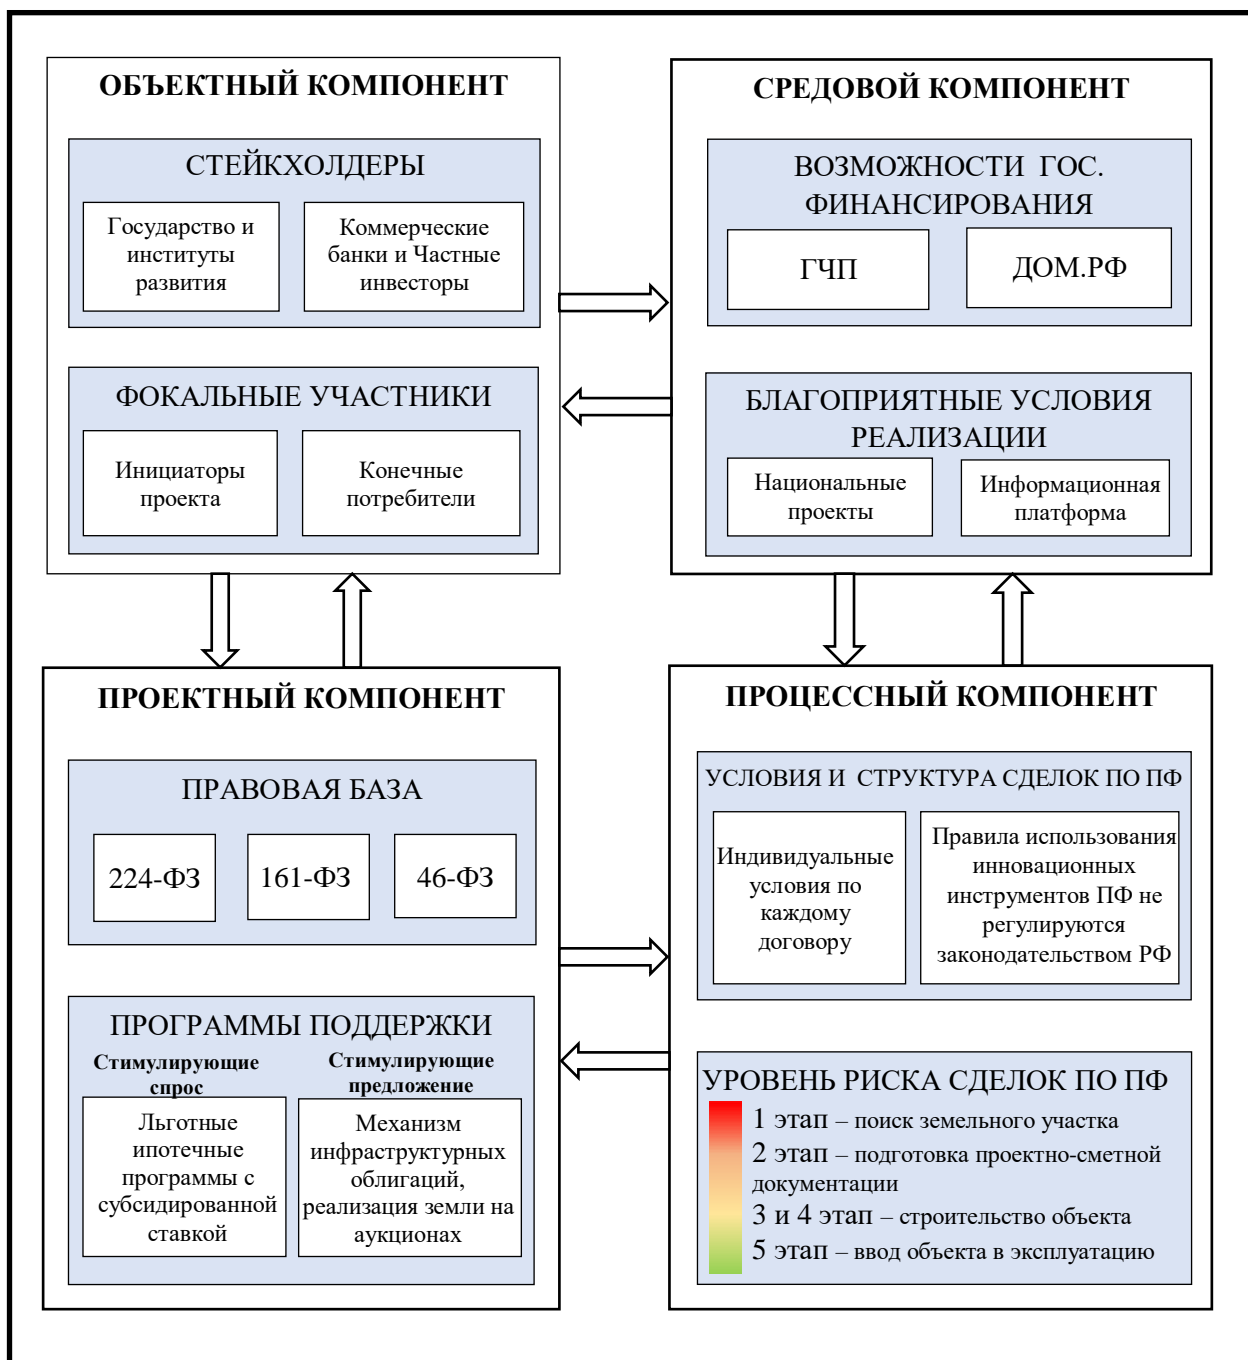 ОБЪЕКТНЫЙ КОМПОНЕНТ
СТЕЙКХОЛДЕРЫ
Государство и
институты
развития
Коммерческие
банки и Частные
инвесторы
ФОКАЛЬНЫЕ УЧАСТНИКИ
Инициаторы
проекта
Конечные
потребители
СРЕДОВОЙ КОМПОНЕНТ
ВОЗМОЖНОСТИ ГОС.
ФИНАНСИРОВАНИЯ
ГЧП
ДОМ.РФ
БЛАГОПРИЯТНЫЕ УСЛОВИЯ
РЕАЛИЗАЦИИ
Национальные
проекты
Информационная
платформа
ПРОЕКТНЫЙ КОМПОНЕНТ
ПРАВОВАЯ БАЗА
224-ФЗ
161-ФЗ
46-ФЗ
ПРОГРАММЫ ПОДДЕРЖКИ
Стимулирующие
спрос
Льготные
ипотечные
программы с
субсидированной
ставкой
Стимулирующие
предложение
Механизм
инфраструктурных
облигаций,
реализация земли на
аукционах
ПРОЦЕССНЫЙ КОМПОНЕНТ
УСЛОВИЯ И СТРУКТУРА СДЕЛОК ПО ПФ
Индивидуальные
условия по
каждому
договору
Правила использования
инновационных
инструментов ПФ не
регулируются
законодательством РФ
УРОВЕНЬ РИСКА СДЕЛОК ПО ПФ
1 этап – поиск земельного участка
2 этап – подготовка проектно-сметной
документации
3 и 4 этап – строительство объекта
5 этап – ввод объекта в эксплуатацию